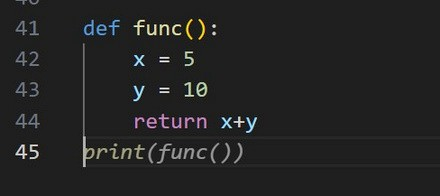 41 def func():
42     x = 5
43     y = 10
44     return x+y
45 print(func())